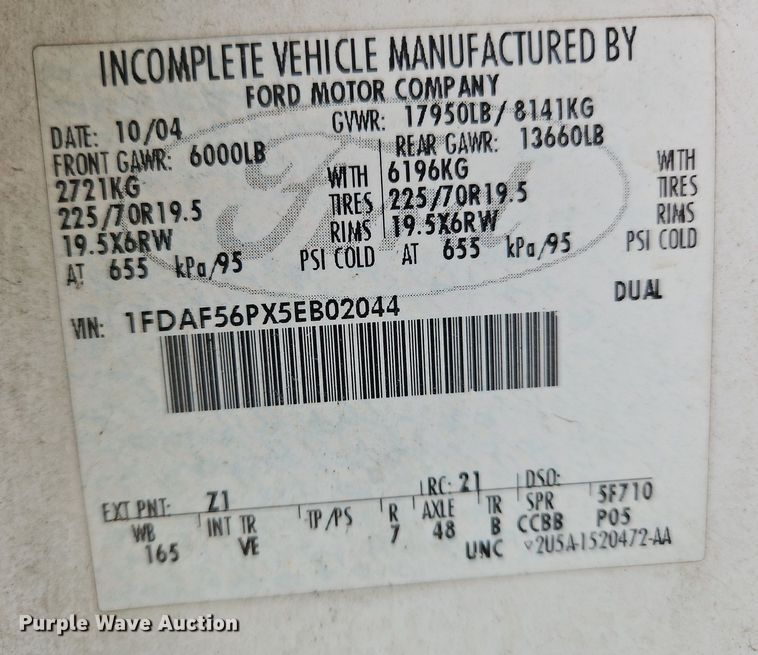 INCOMPLETE VEHICLE MANUFACTURED BY
FORD MOTOR COMPANY
DATE: 10/04 GVWR: 17950LB / 8141KG
FRONT GAWR: 6000LB REAR GAWR: 13660LB
2721KG WITH 6196KG WITH
225/70R19.5 TIRES 225/70R19.5 TIRES
19.5X6RW RIMS 19.5X6RW RIMS
AT 655 kPa/95 PSI COLD AT 655 kPa/95 PSI COLD
DUAL
VIN: 1FDAF56PX5EB02044
EXT PNT: Z1 RC: 21 DSO: 5F710
WB INT TR TP/PS R AXLE TR SPR P05
165 VE 7 48 B CCBB
UNC 2U5A-1520472-AA
Purple Wave Auction